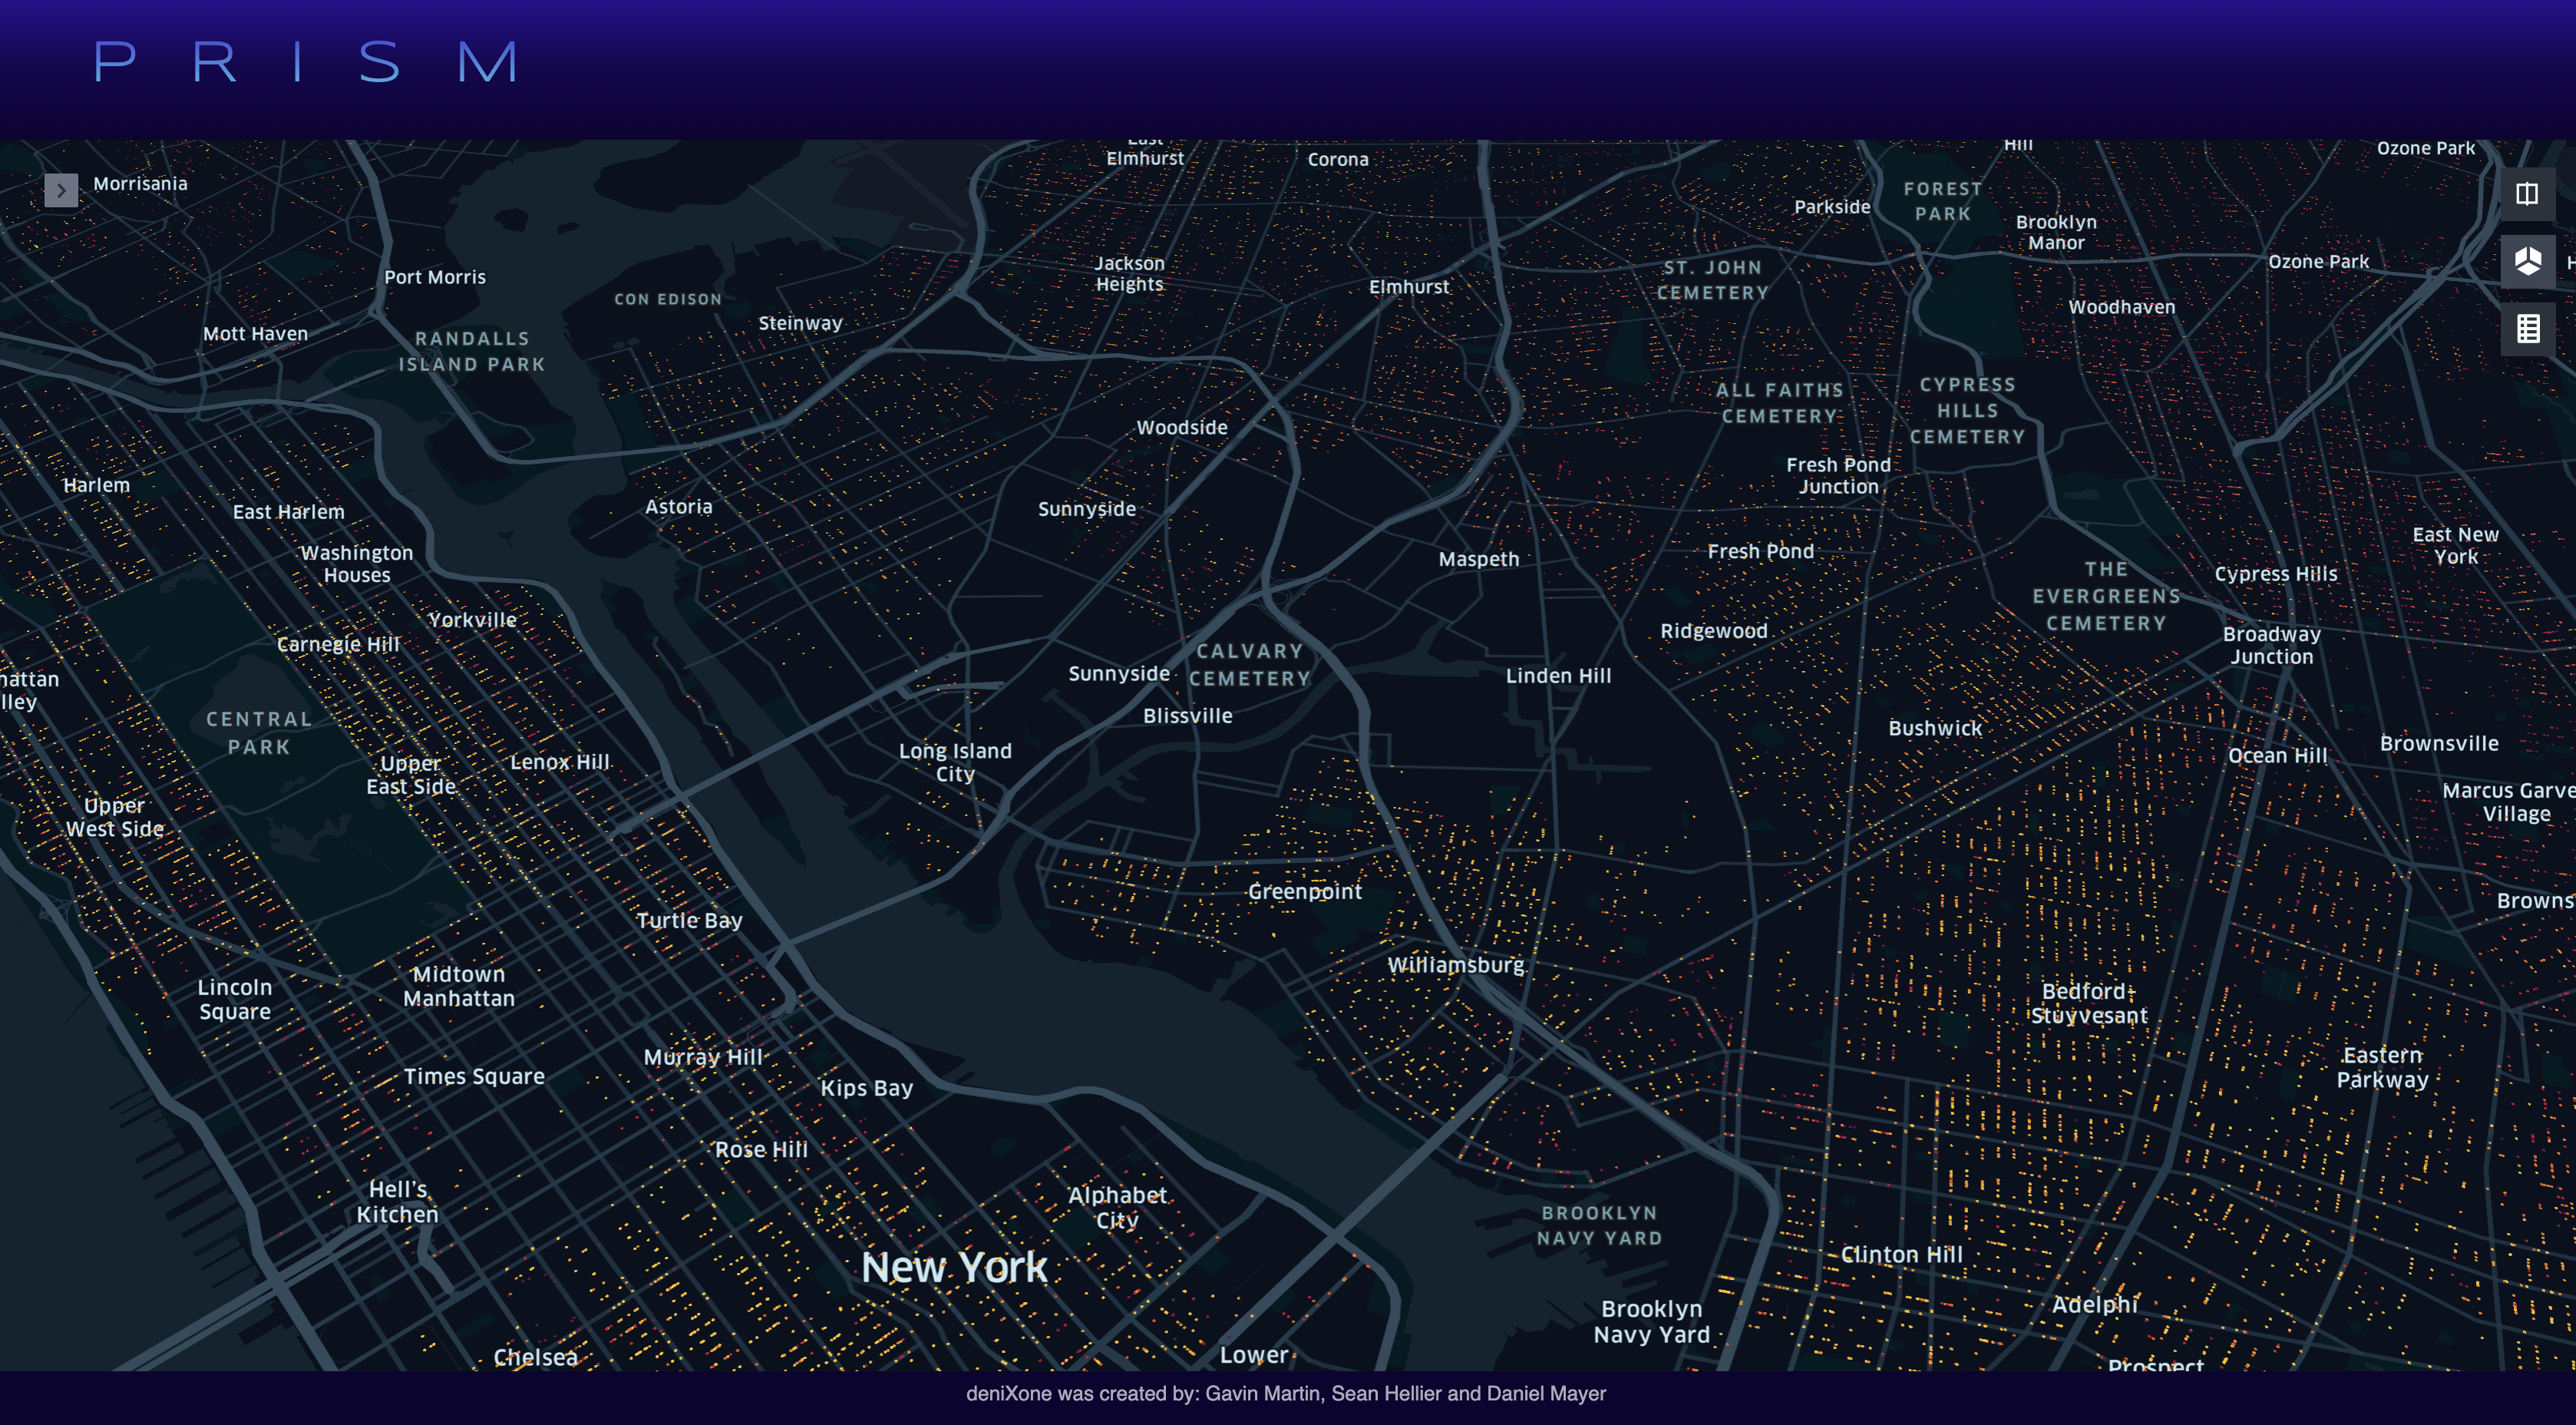 PRISM
East
Elmhurst
Corona
Hill
Ozone Park
Morrisania
FOREST
PARK
Parkside
Brooklyn
Manor
Port Morris
CON EDISON
Jackson
Heights
Elmhurst
ST. JOHN
CEMETERY
Ozone Park
H
Mott Haven
RANDALLS
ISLAND PARK
Steinway
Woodhaven
ALL FAITHS
CEMETERY
CYPRESS
HILLS
CEMETERY
Woodside
Harlem
East Harlem
Astoria
Sunnyside
Fresh Pond
Junction
Washington
Houses
Maspeth
Fresh Pond
East New
York
THE
EVERGREENS
CEMETERY
Cypress Hills
Yorkville
Carnegie Hill
CALVARY
CEMETERY
Ridgewood
Broadway
Junction
hattan
lley
Sunnyside
Linden Hill
CENTRAL
PARK
Blissville
Bushwick
Upper
East Side
Lenox Hill
Long Island
City
Ocean Hill
Brownsville
Upper
West Side
Marcus Garve
Village
Turtle Bay
Greenpoint
Browns
Lincoln
Square
Midtown
Manhattan
Williamsburg
Bedford-
Stuyvesant
Times Square
Murray Hill
Kips Bay
Eastern
Parkway
Rose Hill
Hell's
Kitchen
Alphabet
City
BROOKLYN
NAVY YARD
New York
Clinton Hill
Brooklyn
Navy Yard
Adelphi
Chelsea
Lower
Prospect
deniXone was created by: Gavin Martin, Sean Hellier and Daniel Mayer